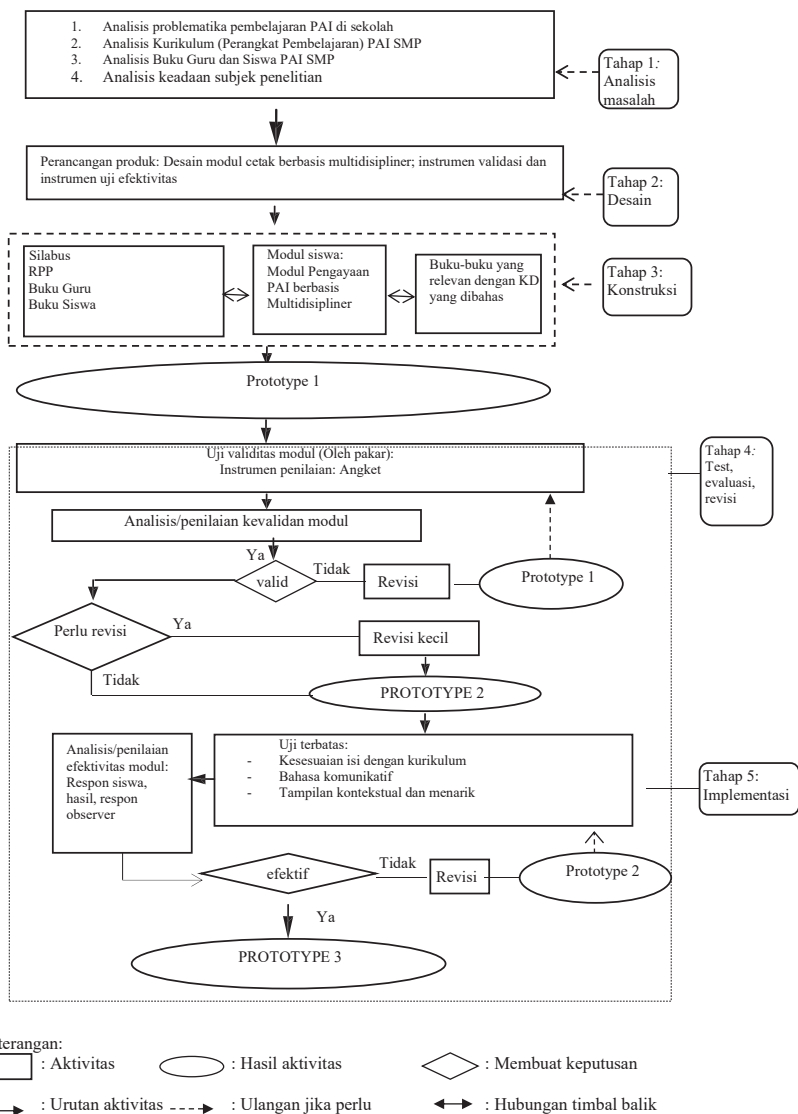 1. Analisis problematika pembelajaran PAI di sekolah
2. Analisis Kurikulum (Perangkat Pembelajaran) PAI SMP
3. Analisis Buku Guru dan Siswa PAI SMP
4. Analisis keadaan subjek penelitian
Tahap 1:
Analisis
masalah
Perancangan produk: Desain modul cetak berbasis multidisipliner; instrumen validasi dan
instrumen uji efektivitas
Tahap 2:
Desain
Silabus
RPP
Buku Guru
Buku Siswa
Modul siswa:
Modul Pengayaan
PAI berbasis
Multidisipliner
Buku-buku yang
relevan dengan KD
yang dibahas
Tahap 3:
Konstruksi
Prototype 1
Uji validitas modul (Oleh pakar):
Instrumen penilaian: Angket
Tahap 4:
Test,
evaluasi,
revisi
Analisis/penilaian kevalidan modul
Ya
valid
Tidak
Revisi
Prototype 1
Perlu revisi
Ya
Revisi kecil
Tidak
PROTOTYPE 2
Analisis/penilaian
efektivitas modul:
Respon siswa,
hasil, respon
observer
Uji terbatas:
- Kesesuaian isi dengan kurikulum
- Bahasa komunikatif
- Tampilan kontekstual dan menarik
Tahap 5:
Implementasi
efektif
Tidak
Revisi
Prototype 2
Ya
PROTOTYPE 3
terangan:
: Aktivitas
: Hasil aktivitas
: Membuat keputusan
: Urutan aktivitas
: Ulangan jika perlu
: Hubungan timbal balik